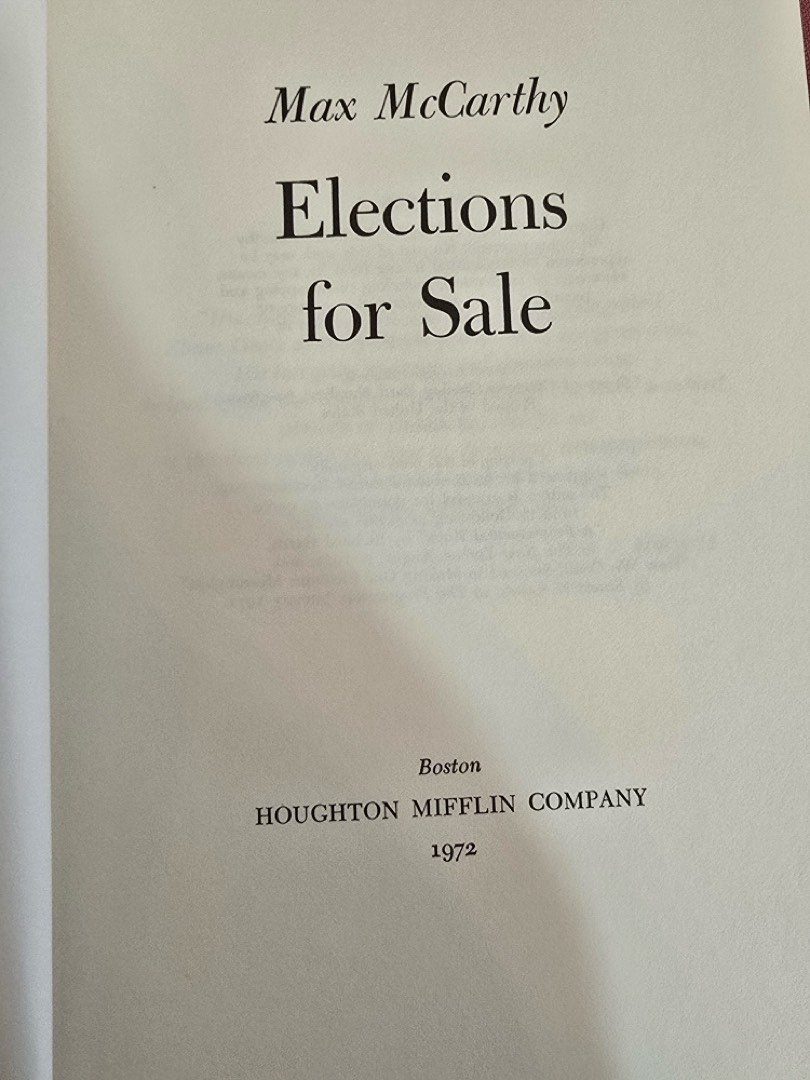 Max McCarthy
Elections
for Sale
Boston
HOUGHTON MIFFLIN COMPANY
1972